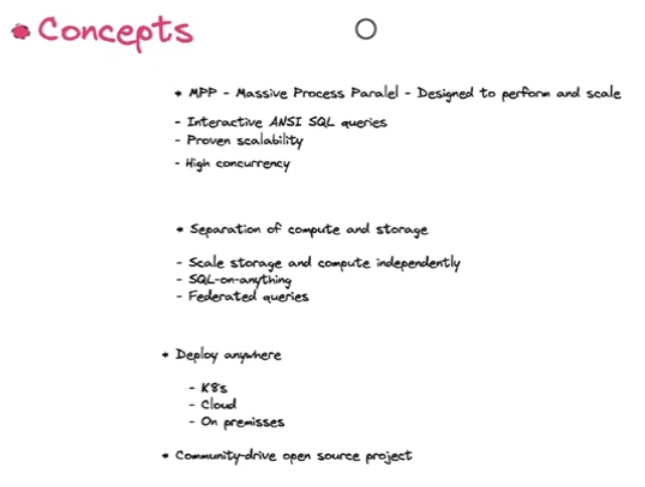 Concepts
* MPP - Massive Process Paralel - Designed to perform and scale
- Interactive ANSI SQL queries
- Proven scalability
- High concurrency
* Separation of compute and storage
- Scale storage and compute independently
- SQL-on-anything
- Federated queries
* Deploy anywhere
- K8s
- Cloud
- On premisses
* Community-drive open source project